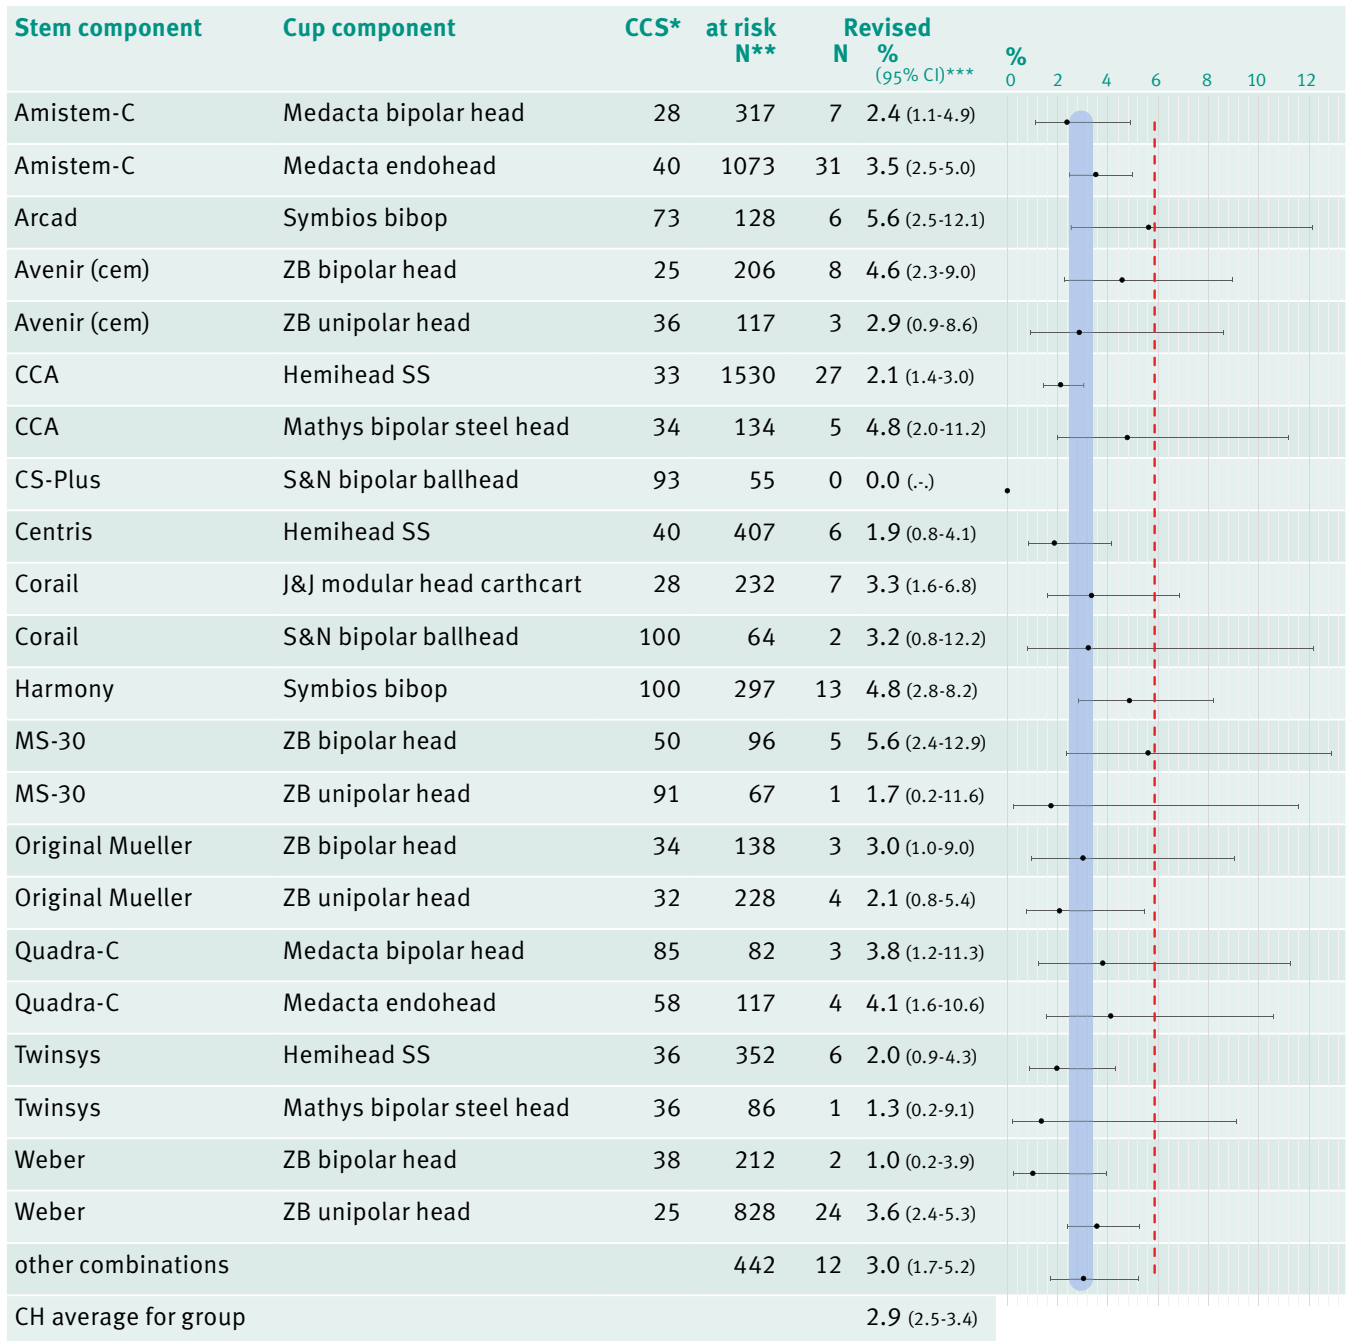 Stem component Cup component CCS* at risk Revised
N** N % %
(95% CI)***
0 2 4 6 8 10 12
Amistem-C Medacta bipolar head 28 317 7 2.4 (1.1-4.9)
Amistem-C Medacta endohead 40 1073 31 3.5 (2.5-5.0)
Arcad Symbios bibop 73 128 6 5.6 (2.5-12.1)
Avenir (cem) ZB bipolar head 25 206 8 4.6 (2.3-9.0)
Avenir (cem) ZB unipolar head 36 117 3 2.9 (0.9-8.6)
CCA Hemihead SS 33 1530 27 2.1 (1.4-3.0)
CCA Mathys bipolar steel head 34 134 5 4.8 (2.0-11.2)
CS-Plus S&N bipolar ballhead 93 55 0 0.0 (.-.)
Centris Hemihead SS 40 407 6 1.9 (0.8-4.1)
Corail J&J modular head carthcart 28 232 7 3.3 (1.6-6.8)
Corail S&N bipolar ballhead 100 64 2 3.2 (0.8-12.2)
Harmony Symbios bibop 100 297 13 4.8 (2.8-8.2)
MS-30 ZB bipolar head 50 96 5 5.6 (2.4-12.9)
MS-30 ZB unipolar head 91 67 1 1.7 (0.2-11.6)
Original Mueller ZB bipolar head 34 138 3 3.0 (1.0-9.0)
Original Mueller ZB unipolar head 32 228 4 2.1 (0.8-5.4)
Quadra-C Medacta bipolar head 85 82 3 3.8 (1.2-11.3)
Quadra-C Medacta endohead 58 117 4 4.1 (1.6-10.6)
Twinsys Hemihead SS 36 352 6 2.0 (0.9-4.3)
Twinsys Mathys bipolar steel head 36 86 1 1.3 (0.2-9.1)
Weber ZB bipolar head 38 212 2 1.0 (0.2-3.9)
Weber ZB unipolar head 25 828 24 3.6 (2.4-5.3)
other combinations 442 12 3.0 (1.7-5.2)
CH average for group 2.9 (2.5-3.4)